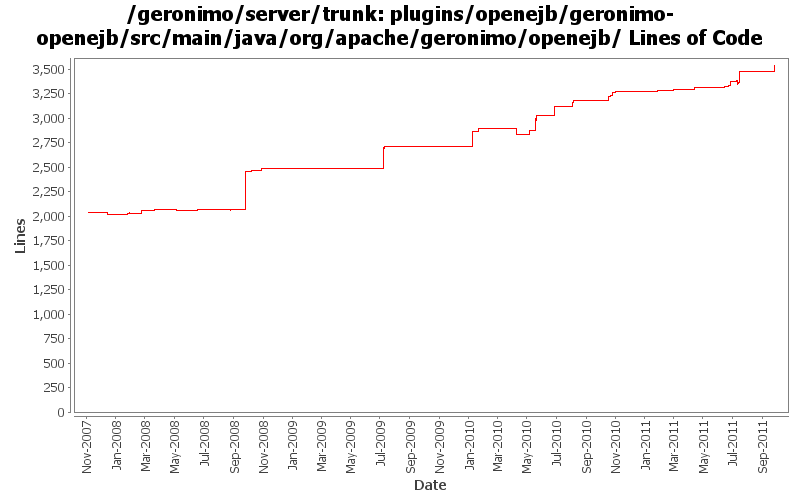 /geronimo/server/trunk: plugins/openejb/geronimo-
openejb/src/main/java/org/apache/geronimo/openejb/ Lines of Code
3,500
3,250
3,000
2,750
2,500
2,250
2,000
1,750
1,500
1,250
1,000
750
500
250
0
Lines
Nov-2007
Jan-2008
Mar-2008
May-2008
Jul-2008
Sep-2008
Nov-2008
Jan-2009
Mar-2009
May-2009
Jul-2009
Sep-2009
Nov-2009
Jan-2010
Mar-2010
May-2010
Jul-2010
Sep-2010
Nov-2010
Jan-2011
Mar-2011
May-2011
Jul-2011
Sep-2011
Date